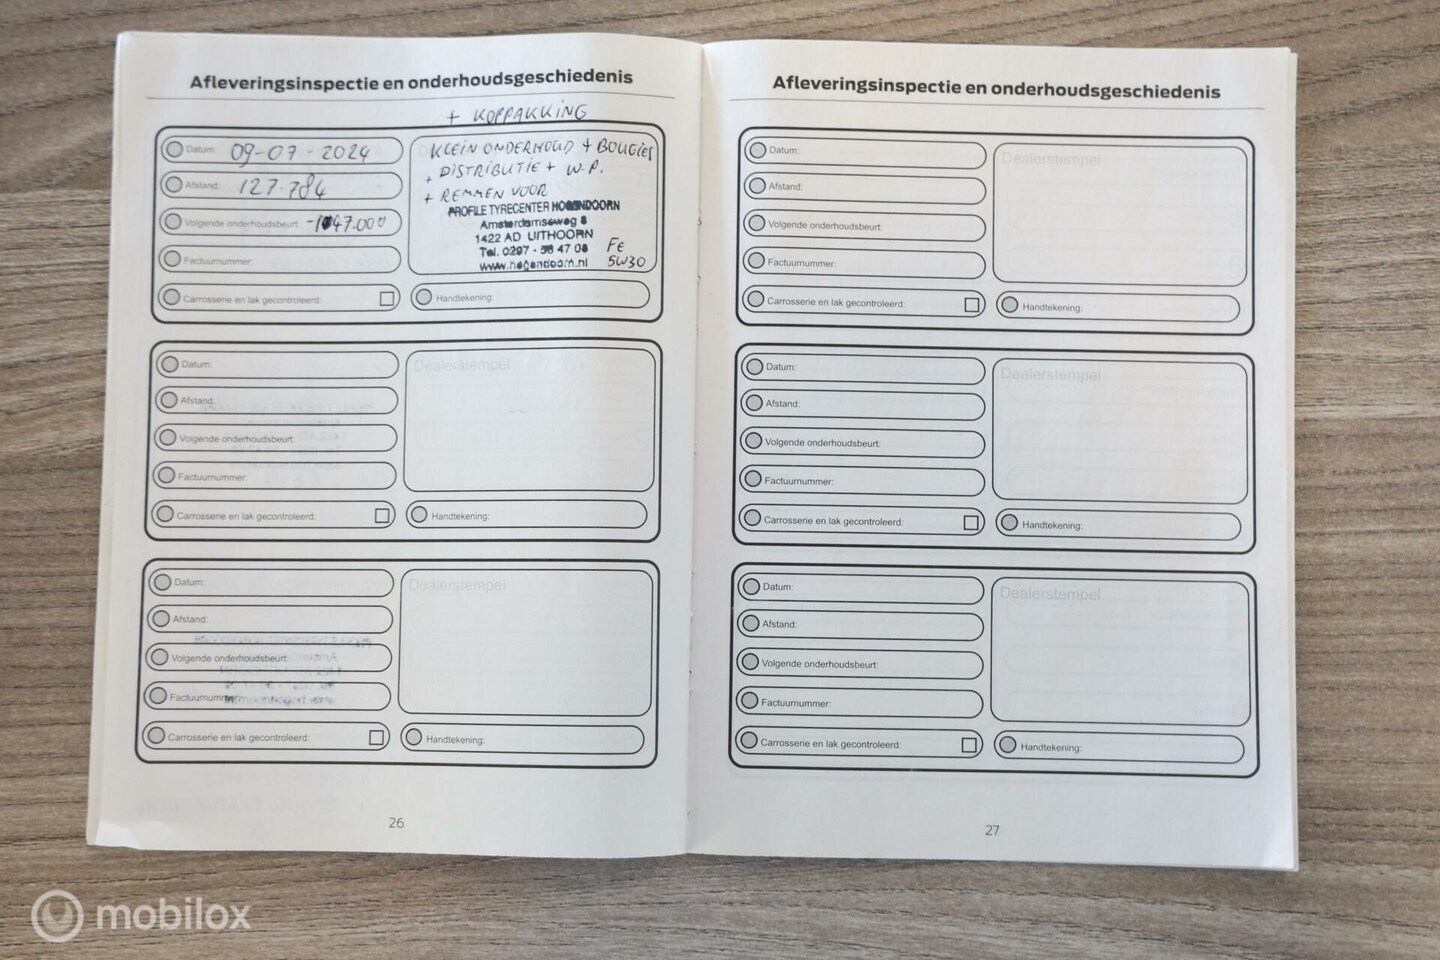 Afleveringsinspectie en onderhoudsgeschiedenis
+ KOPPAKKING
Datum: 09-07-2024
Afstand: 127.784
Volgende onderhoudsbeurt: 147.000
Factuurnummer:
Carrosserie en lak gecontroleerd:
KLEIN ONDERHOUD + BOUGIES
+ DISTRIBUTIE + W.P.
+ REMMEN VOOR
PROFILE TYRECENTER HOGENDOORN
Amsterdamseweg 8
1422 AD UITHOORN
Tel. 0297 - 56 47 08
www.hogendoorn.nl
FE
5W30
Handtekening:
Datum:
Afstand:
Volgende onderhoudsbeurt:
Factuurnummer:
Carrosserie en lak gecontroleerd:
Dealerstempel
Handtekening:
Datum:
Afstand:
Volgende onderhoudsbeurt:
Factuurnummer:
Carrosserie en lak gecontroleerd:
Dealerstempel
Handtekening:
26
Afleveringsinspectie en onderhoudsgeschiedenis
Datum:
Afstand:
Volgende onderhoudsbeurt:
Factuurnummer:
Carrosserie en lak gecontroleerd:
Dealerstempel
Handtekening:
Datum:
Afstand:
Volgende onderhoudsbeurt:
Factuurnummer:
Carrosserie en lak gecontroleerd:
Dealerstempel
Handtekening:
Datum:
Afstand:
Volgende onderhoudsbeurt:
Factuurnummer:
Carrosserie en lak gecontroleerd:
Dealerstempel
Handtekening:
27
mobilox